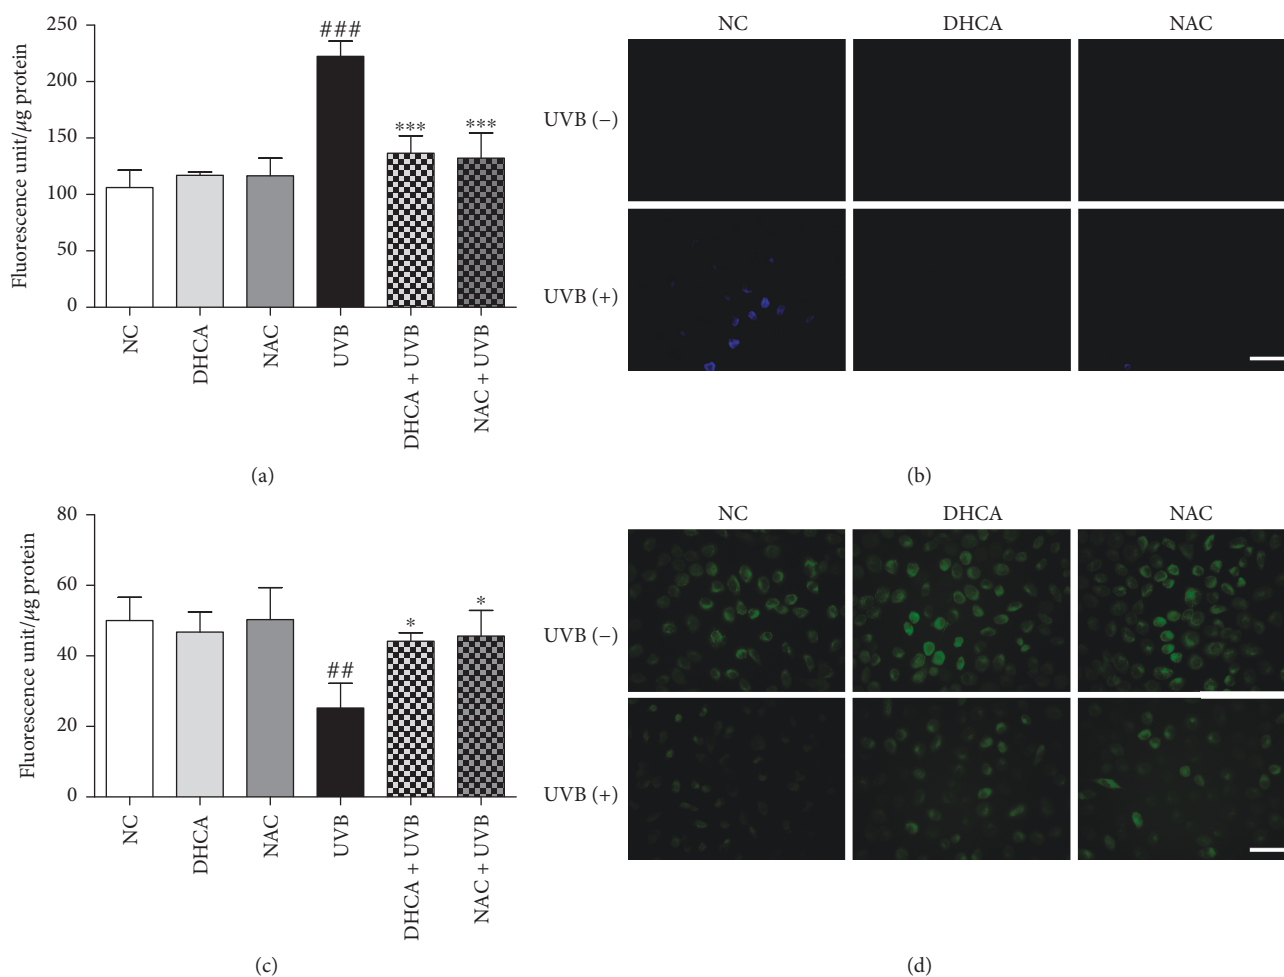 250
200
150
100
50
0
Fluorescence unit/μg protein
###
***
***
NC
DHCA
NAC
UVB
DHCA + UVB
NAC + UVB
(a)
NC DHCA NAC
UVB (−)
UVB (+)
(b)
80
60
40
20
0
Fluorescence unit/μg protein
##
*
*
NC
DHCA
NAC
UVB
DHCA + UVB
NAC + UVB
(c)
NC DHCA NAC
UVB (−)
UVB (+)
(d)